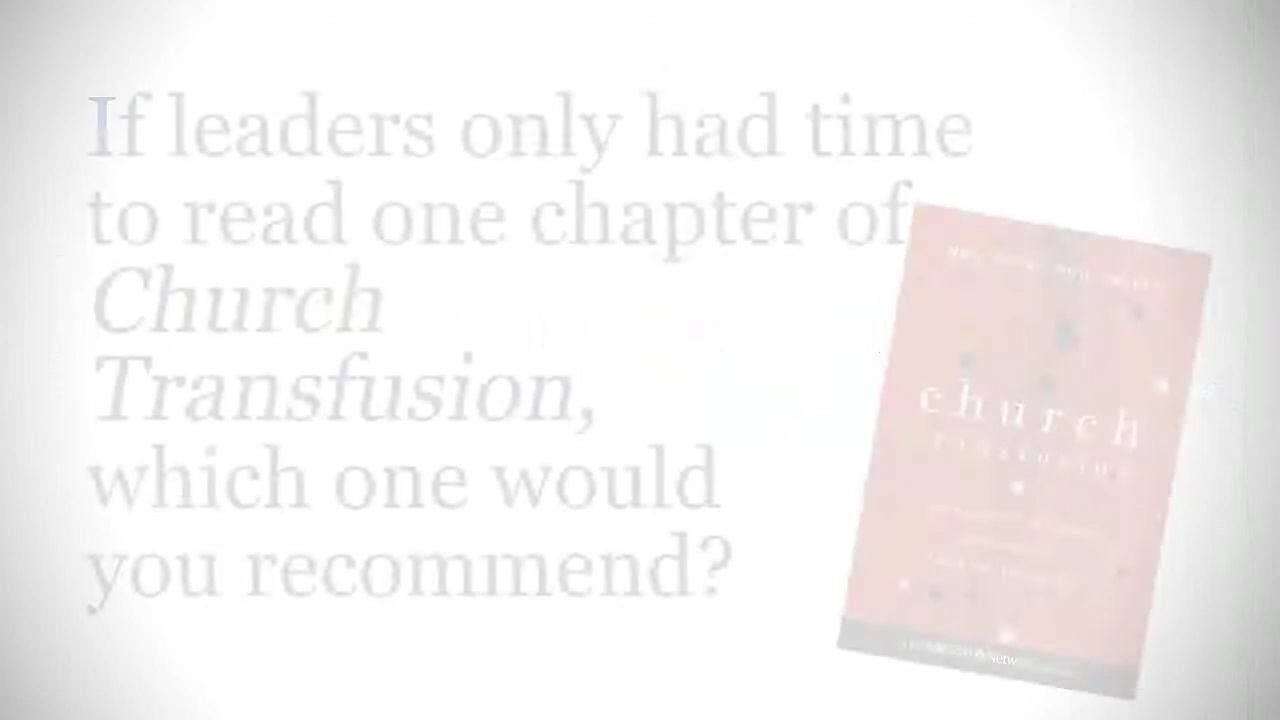 If leaders only had time
to read one chapter of
Church
Transfusion,
which one would
you recommend?
church